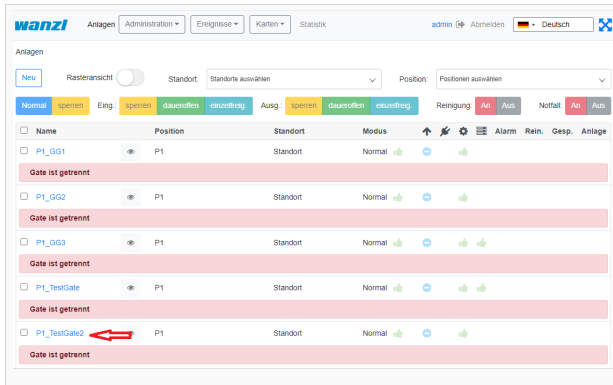 wanzl Anlagen Administration Ereignisse Karten Statistik admin Abmelden Deutsch
Anlagen
Neu Rasteransicht Standort: Standorte auswählen Position: Positionen auswählen
Normal sperren Eing.: sperren daueroffen einzelfreig. Ausg.: sperren daueroffen einzelfreig. Reinigung: An Aus Notfall: An Aus
Name Position Standort Modus Alarm Rein. Gesp. Anlage
P1_GG1 P1 Standort Normal
Gate ist getrennt
P1_GG2 P1 Standort Normal
Gate ist getrennt
P1_GG3 P1 Standort Normal
Gate ist getrennt
P1_TestGate P1 Standort Normal
Gate ist getrennt
P1_TestGate2 P1 Standort Normal
Gate ist getrennt